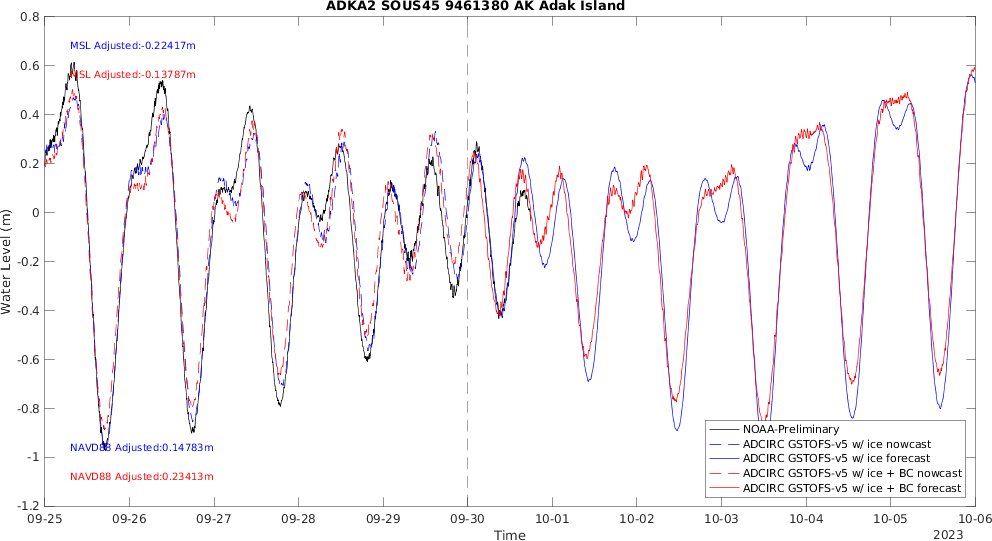 ADKA2 SOUS45 9461380 AK Adak Island
0.8
0.6
0.4
0.2
0
-0.2
-0.4
-0.6
-0.8
-1
-1.2
Water Level (m)
MSL Adjusted:-0.22417m
MSL Adjusted:-0.13787m
NAVD88 Adjusted:0.14783m
NAVD88 Adjusted:0.23413m
NOAA-Preliminary
ADCIRC GSTOFS-v5 w/ ice nowcast
ADCIRC GSTOFS-v5 w/ ice forecast
ADCIRC GSTOFS-v5 w/ ice + BC nowcast
ADCIRC GSTOFS-v5 w/ ice + BC forecast
09-25 09-26 09-27 09-28 09-29 09-30 10-01 10-02 10-03 10-04 10-05 10-06
Time
2023